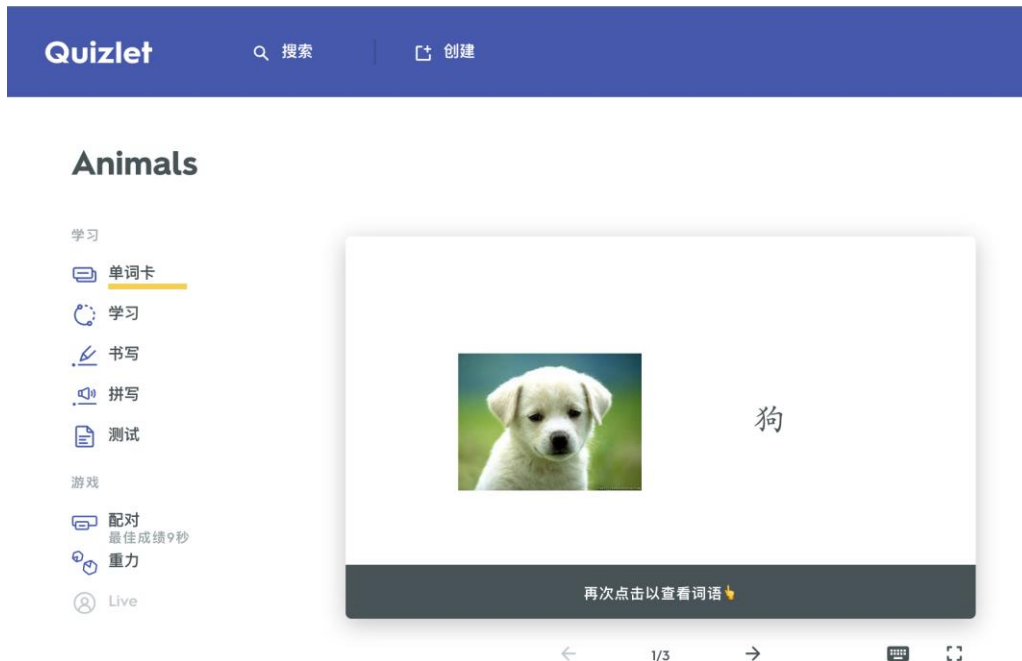 Quizlet
搜索
创建
Animals
学习
单词卡
学习
书写
拼写
测试
游戏
配对
最佳成绩9秒
重力
Live
狗
再次点击以查看词语👆
1/3